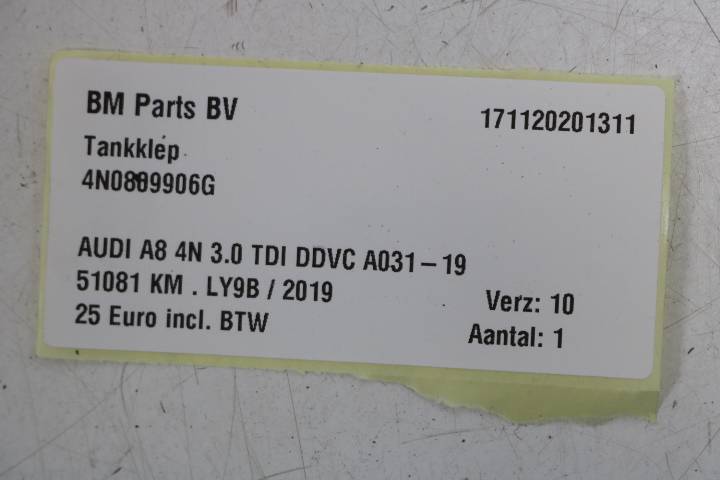 BM Parts BV
171120201311
Tankklep
4N0809906G
AUDI A8 4N 3.0 TDI DDVC A031-19
51081 KM . LY9B / 2019
Verz: 10
25 Euro incl. BTW
Aantal: 1